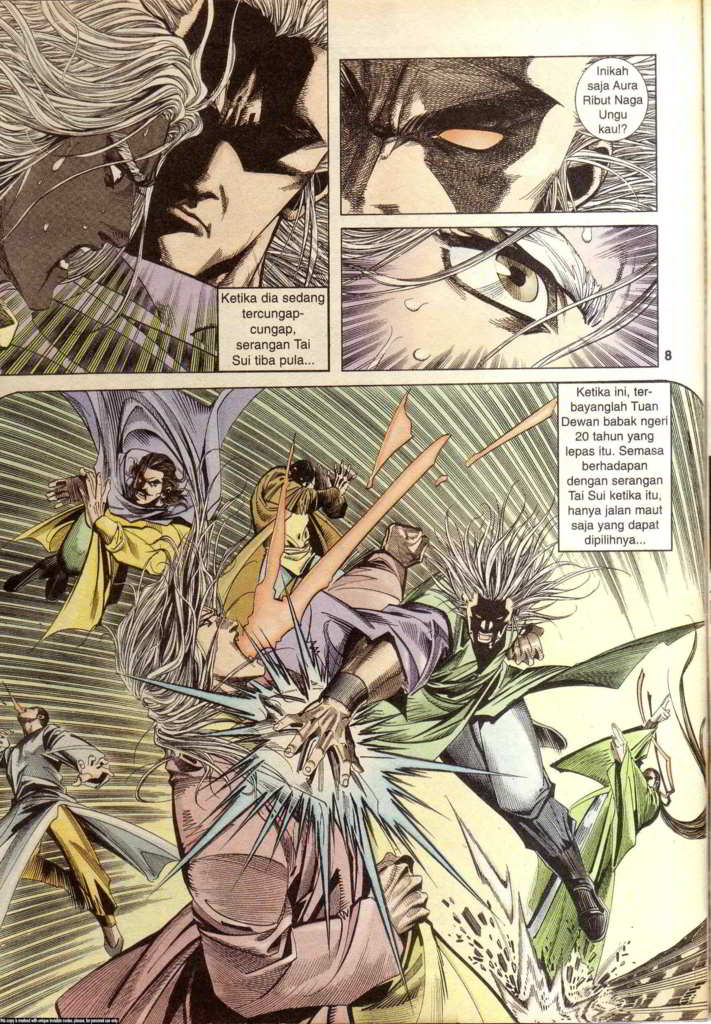 Inikah
saja Aura
Ribut Naga
Ungu
kau!?
Ketika dia sedang
tercungap-
cungap,
serangan Tai
Sui tiba pula...
8
Ketika ini, ter-
bayanglah Tuan
Dewan babak ngeri
20 tahun yang
lepas itu. Semasa
berhadapan
dengan serangan
Tai Sui ketika itu,
hanya jalan maut
saja yang dapat
dipilihnya...